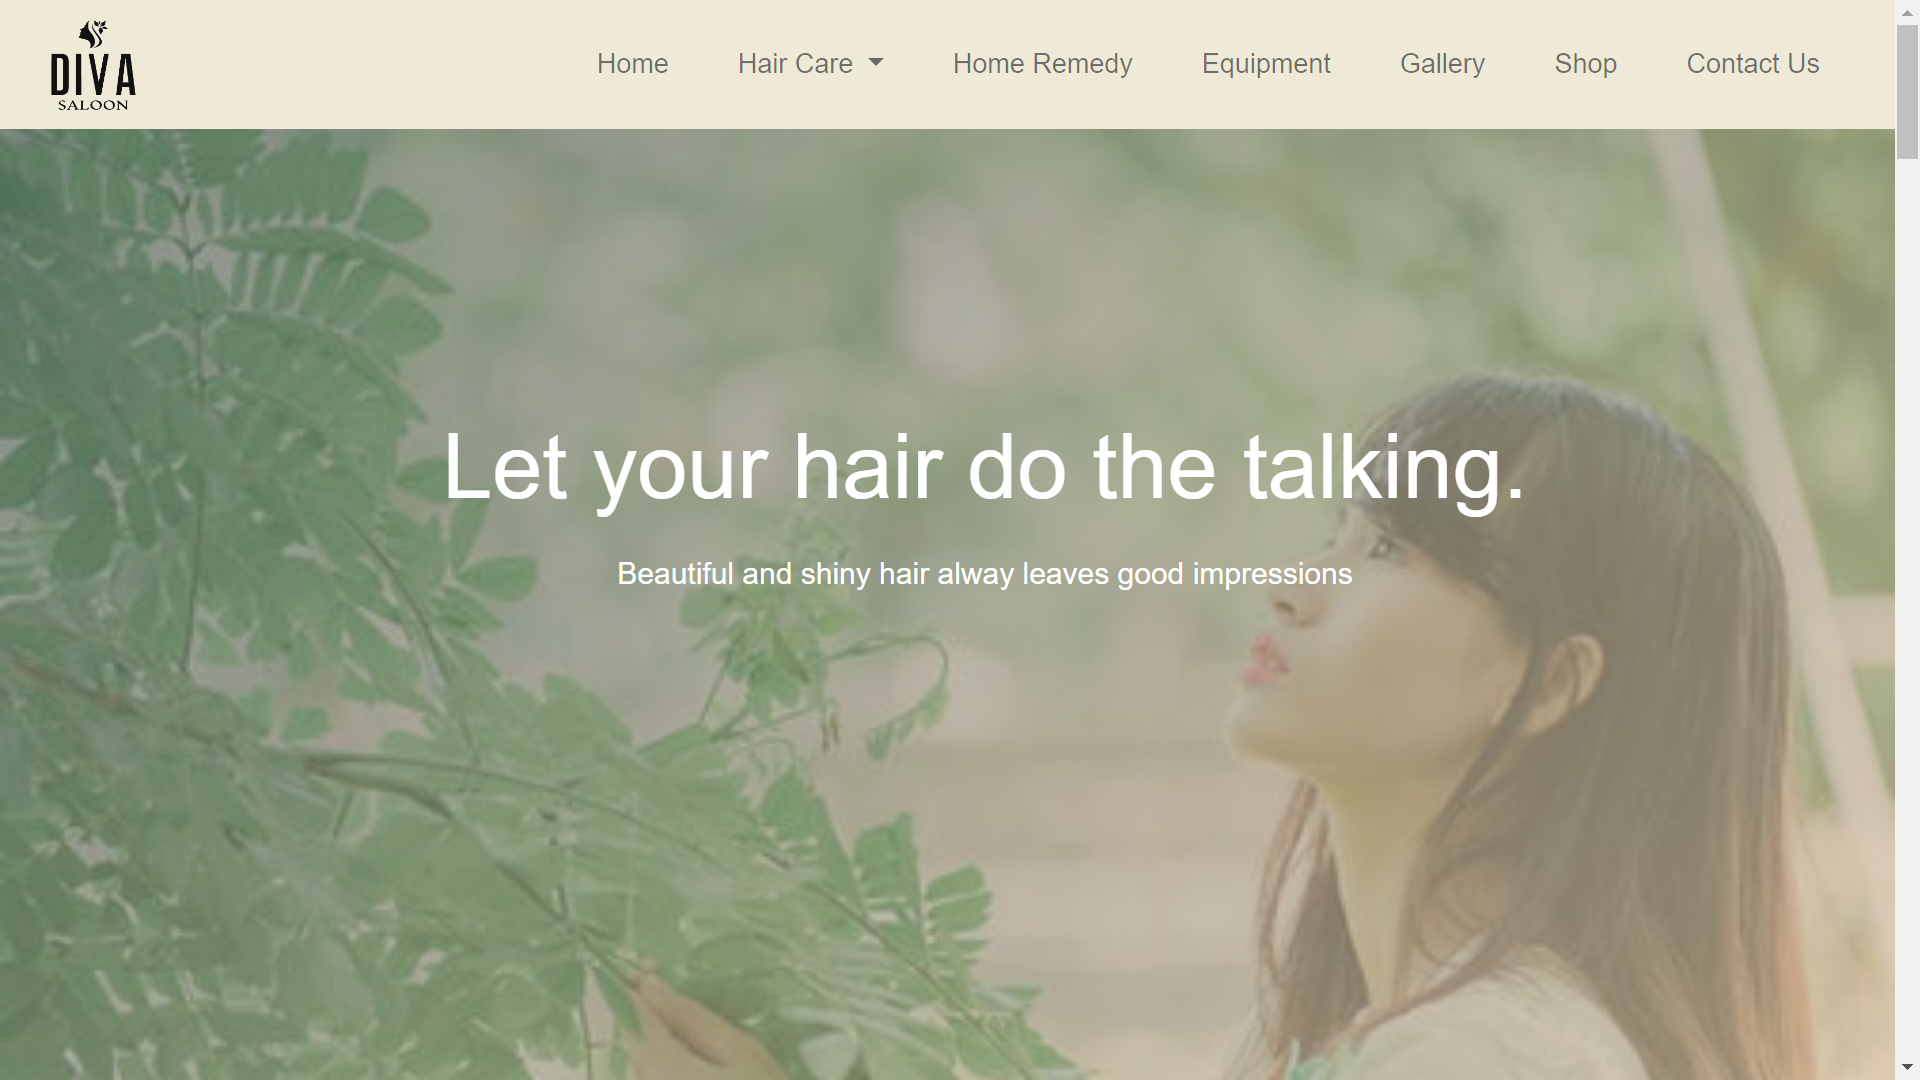 DIVA
SALOON
Home Hair Care Home Remedy Equipment Gallery Shop Contact Us
Let your hair do the talking.
Beautiful and shiny hair alway leaves good impressions